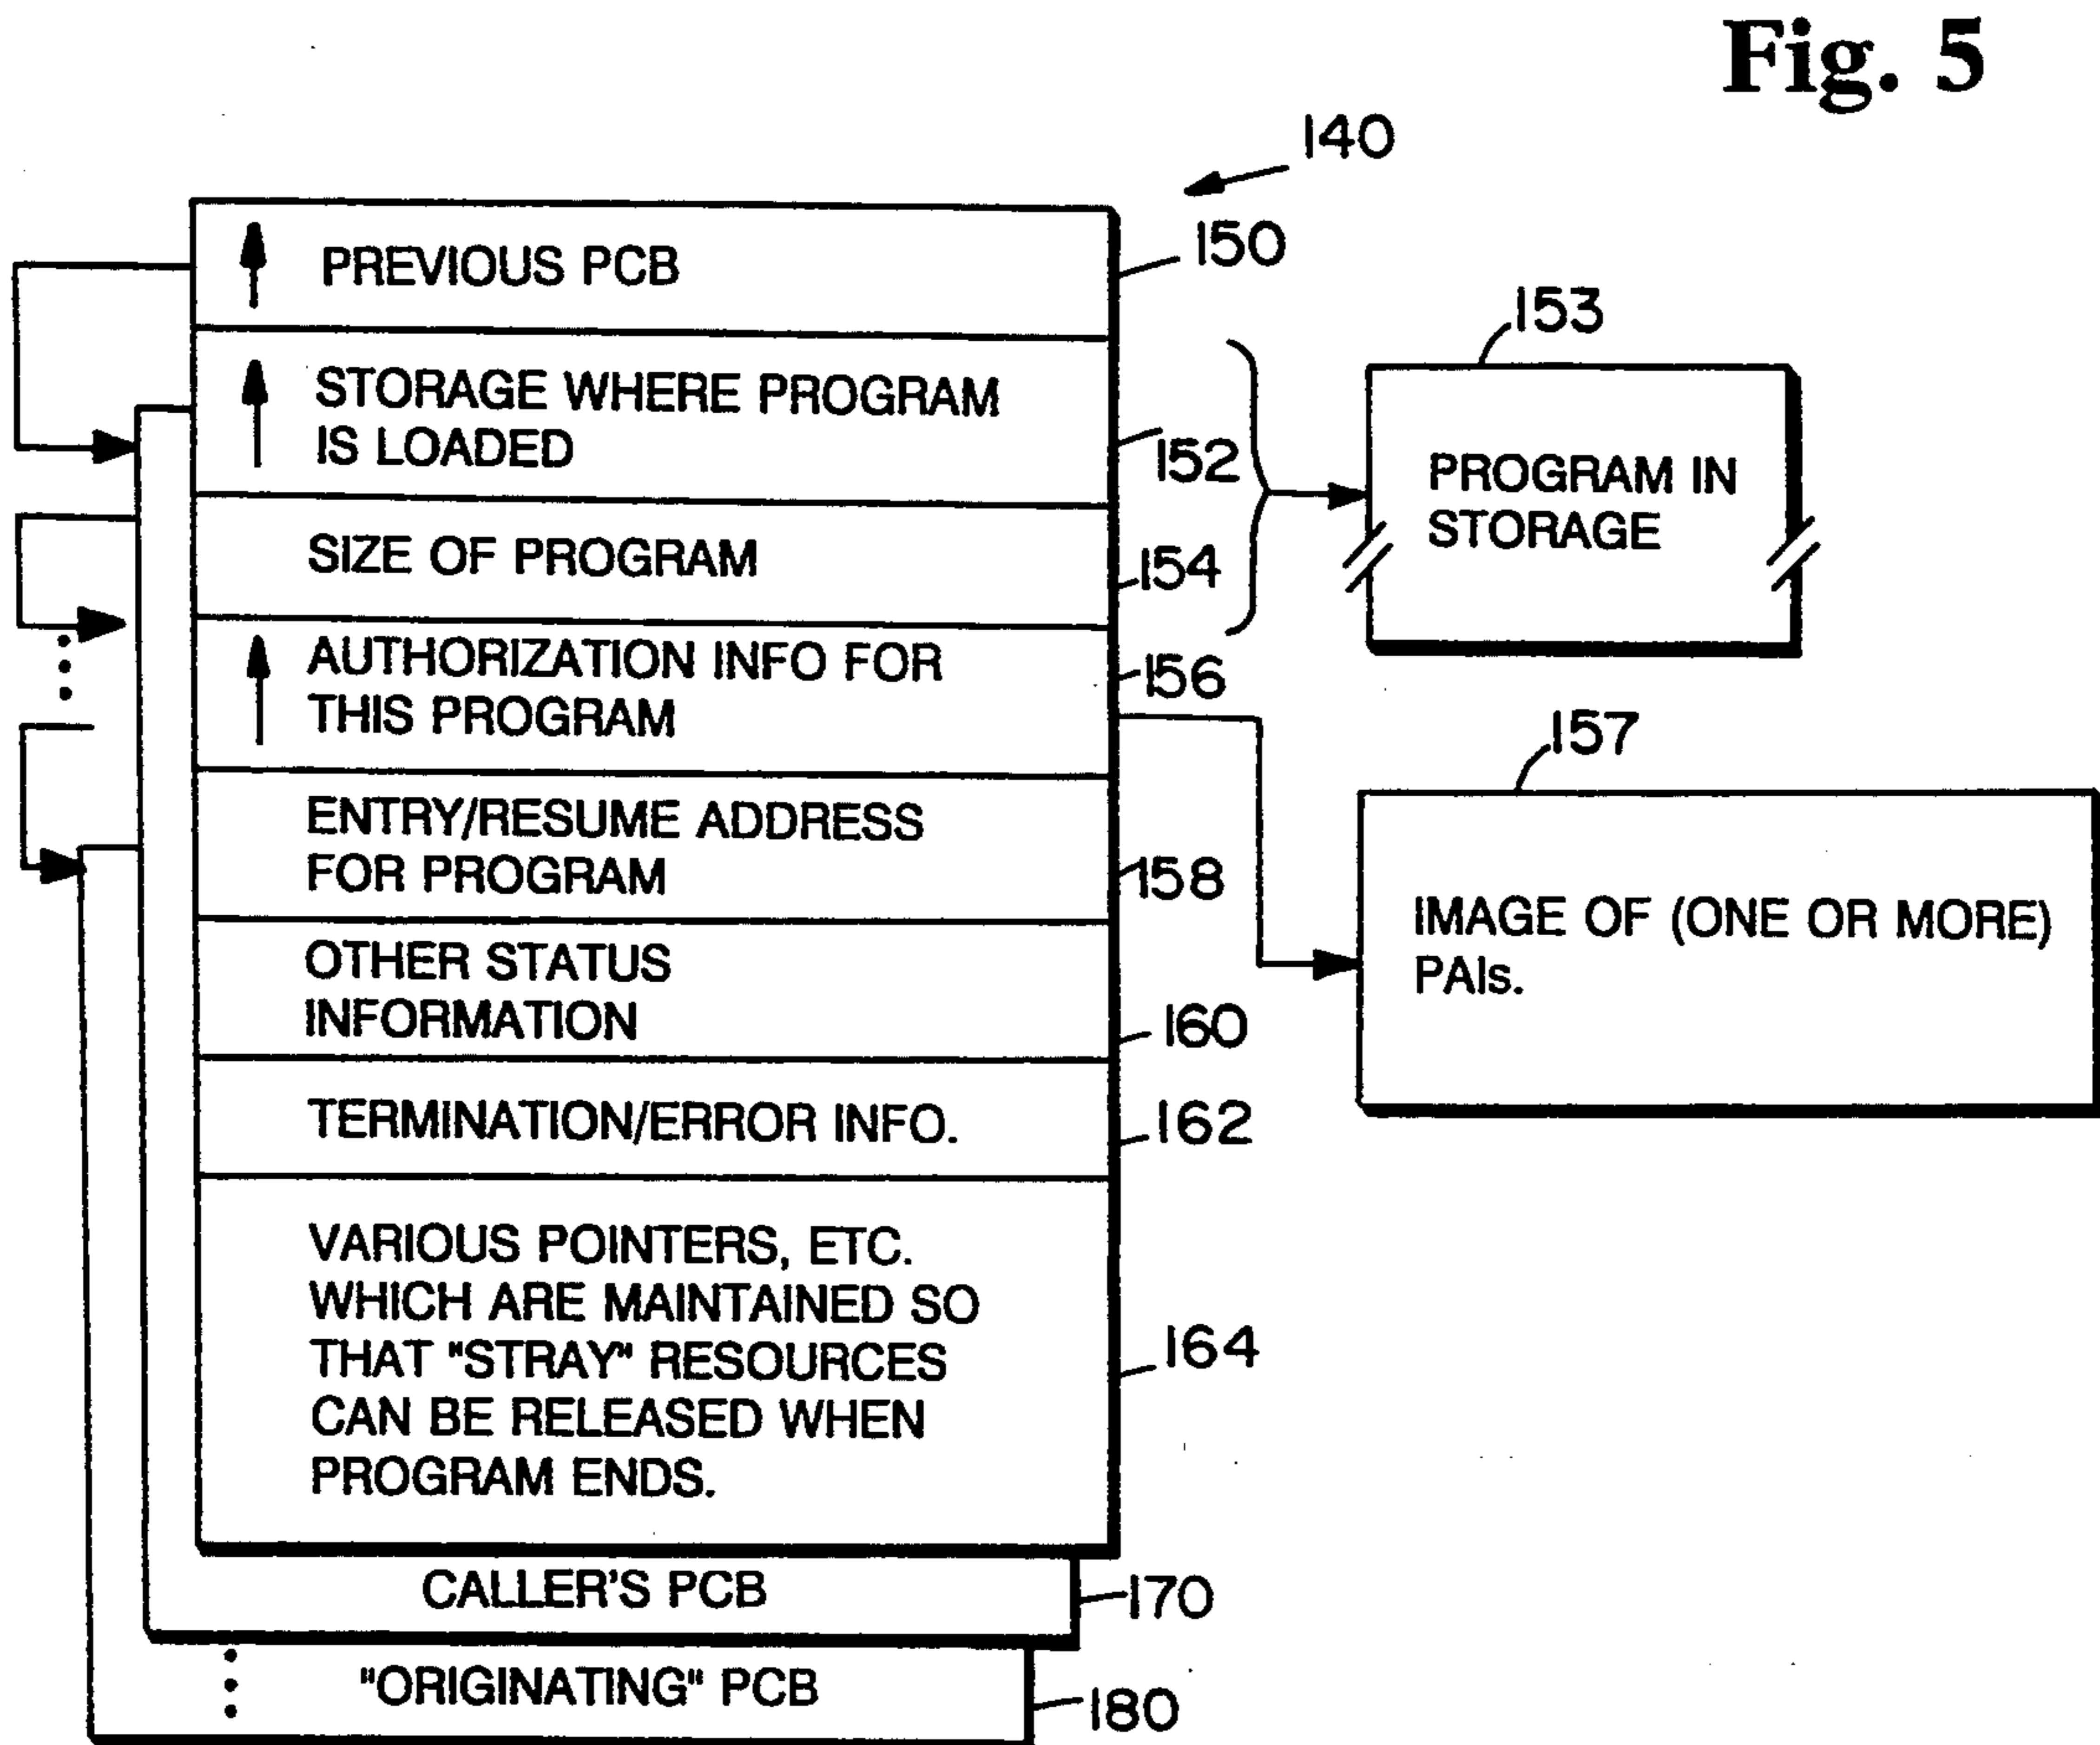 Fig. 5
140
PREVIOUS PCB
150
STORAGE WHERE PROGRAM
IS LOADED
152
SIZE OF PROGRAM
154
AUTHORIZATION INFO FOR
THIS PROGRAM
156
ENTRY/RESUME ADDRESS
FOR PROGRAM
158
OTHER STATUS
INFORMATION
160
TERMINATION/ERROR INFO.
162
VARIOUS POINTERS, ETC.
WHICH ARE MAINTAINED SO
THAT "STRAY" RESOURCES
CAN BE RELEASED WHEN
PROGRAM ENDS.
164
CALLER'S PCB
170
"ORIGINATING" PCB
180
153
PROGRAM IN
STORAGE
157
IMAGE OF (ONE OR MORE)
PAIs.